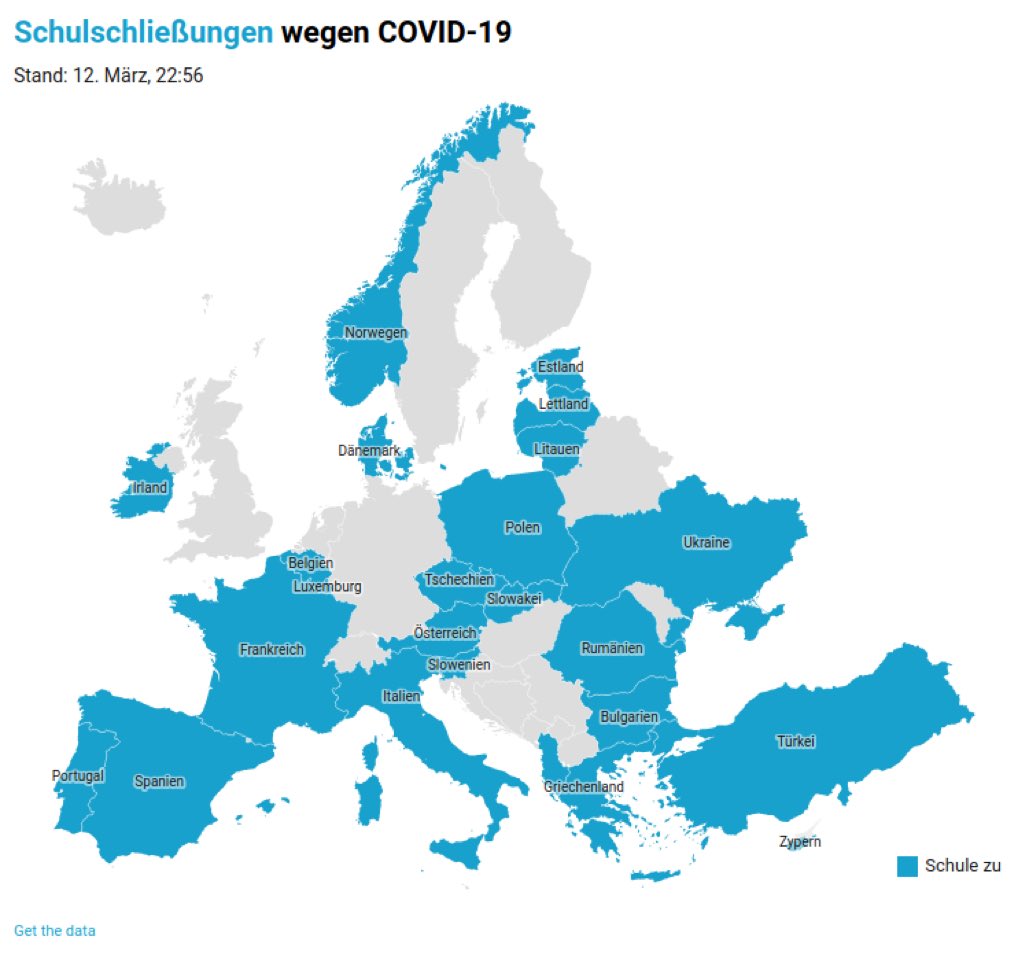 Schulschließungen wegen COVID-19
Stand: 12. März, 22:56
Norwegen
Estland
Lettland
Dänemark
Litauen
Irland
Polen
Ukraine
Belgien
Tschechien
Luxemburg
Slowakei
Österreich
Frankreich
Rumänien
Slowenien
Italien
Bulgarien
Türkei
Portugal
Spanien
Griechenland
Zypern
Schule zu
Get the data